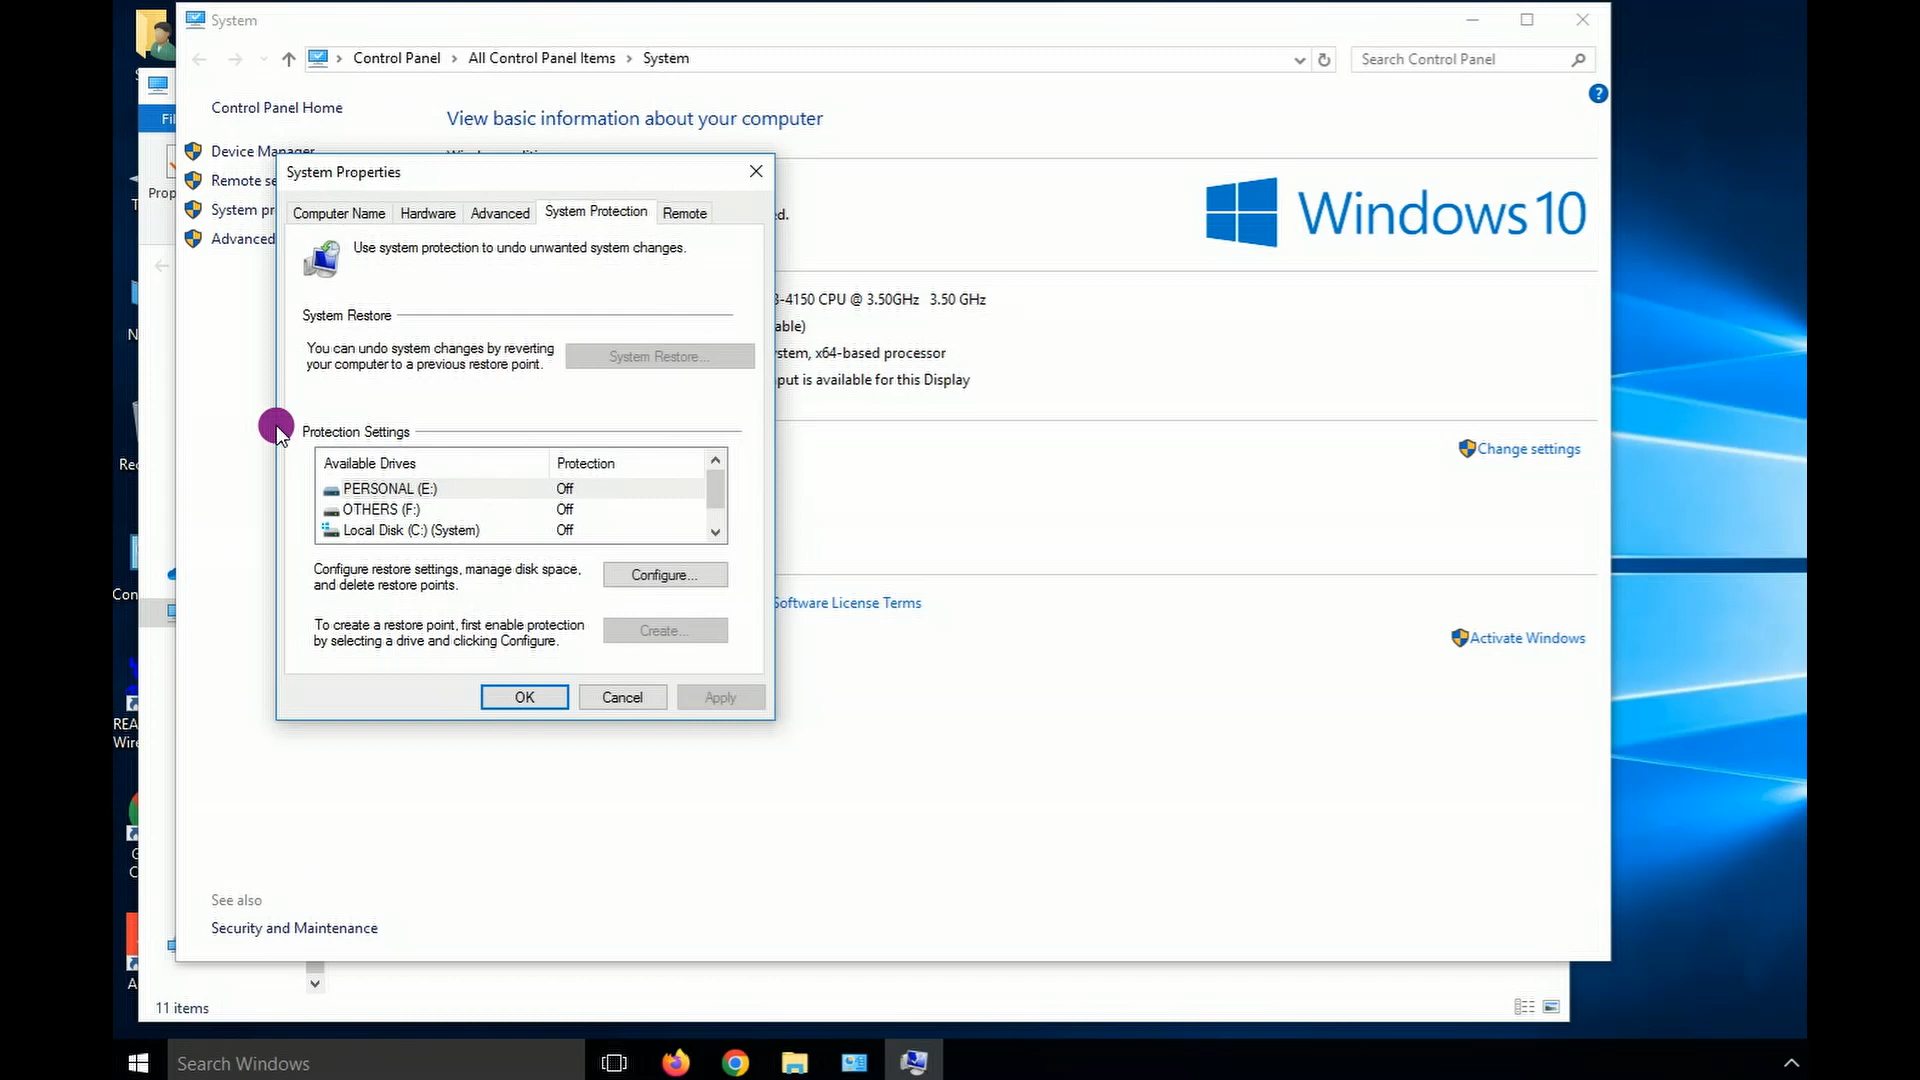 System
Control Panel > All Control Panel Items > System
Search Control Panel
Control Panel Home
View basic information about your computer
Device Manager
System Properties
Remote se
Computer Name
Hardware
Advanced
System Protection
Remote
System pr
ed.
Windows 10
Advanced
Use system protection to undo unwanted system changes.
3-4150 CPU @ 3.50GHz 3.50 GHz
System Restore
able)
You can undo system changes by reverting
your computer to a previous restore point.
System Restore...
stem, x64-based processor
put is available for this Display
Protection Settings
Change settings
Available Drives Protection
PERSONAL (E:) Off
OTHERS (F:) Off
Local Disk (C:) (System) Off
Configure restore settings, manage disk space,
and delete restore points.
Configure...
Software License Terms
To create a restore point, first enable protection
by selecting a drive and clicking Configure.
Create...
Activate Windows
OK
Cancel
Apply
See also
Security and Maintenance
Fil
Prop
Rec
Con
REA
Wire
11 items
Search Windows